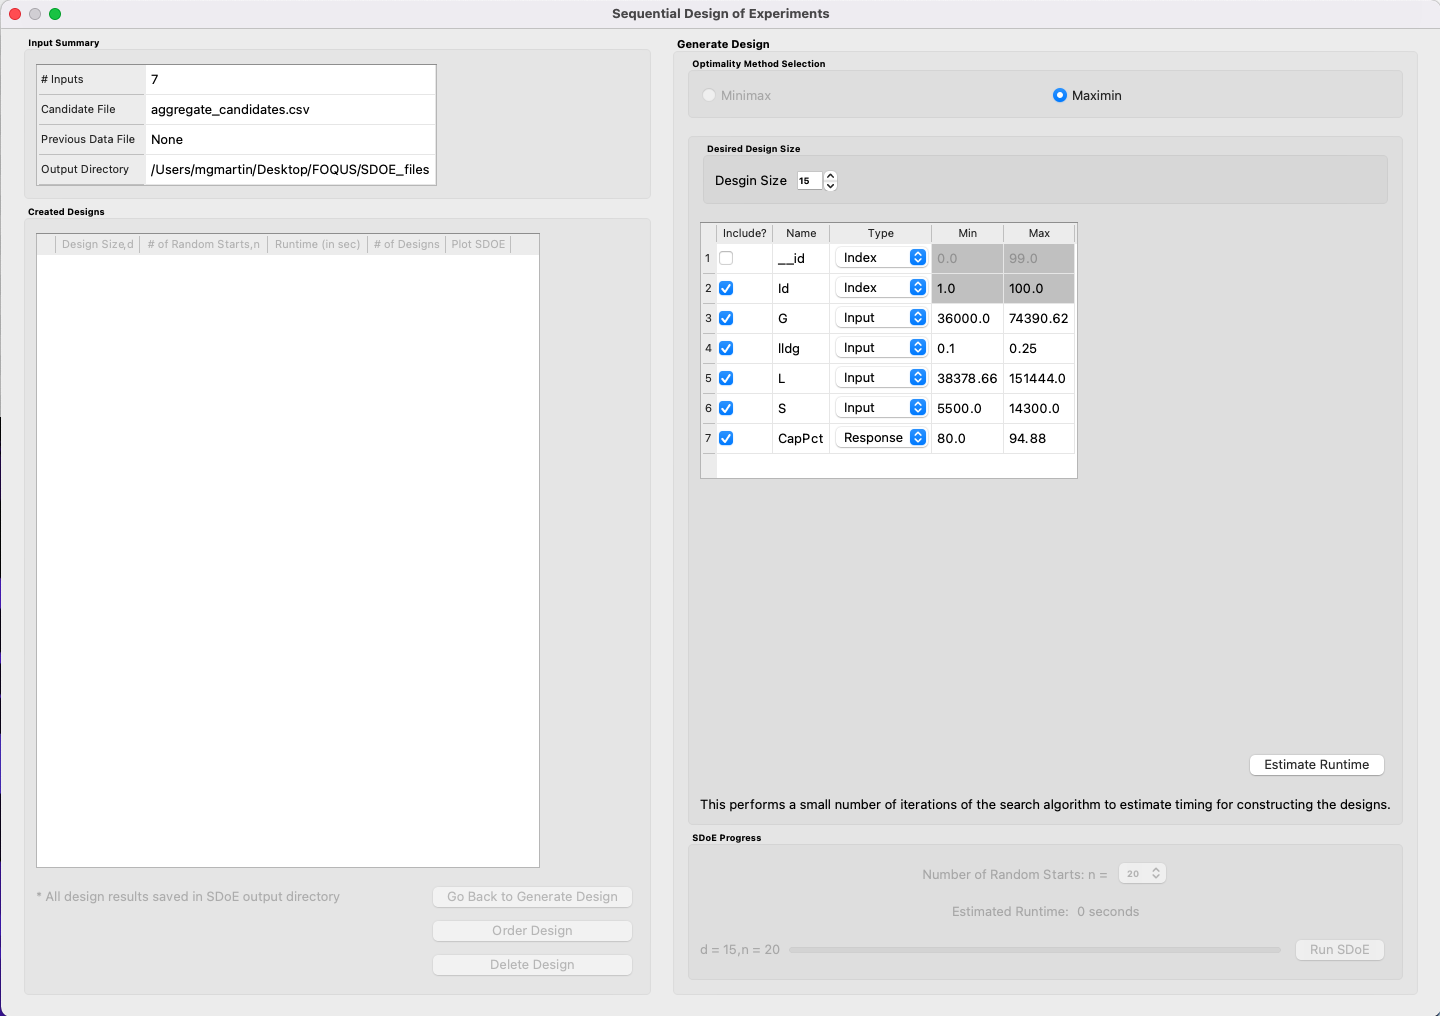 Sequential Design of Experiments
Input Summary
# Inputs 7
Candidate File aggregate_candidates.csv
Previous Data File None
Output Directory /Users/mgmartin/Desktop/FOQUS/SDOE_files
Created Designs
Design Size,d # of Random Starts,n Runtime (in sec) # of Designs Plot SDOE
* All design results saved in SDoE output directory
Go Back to Generate Design
Order Design
Delete Design
Generate Design
Optimality Method Selection
Minimax Maximin
Desired Design Size
Desgin Size 15
Include? Name Type Min Max
1 __id Index 0.0 99.0
2 Id Index 1.0 100.0
3 G Input 36000.0 74390.62
4 lldg Input 0.1 0.25
5 L Input 38378.66 151444.0
6 S Input 5500.0 14300.0
7 CapPct Response 80.0 94.88
Estimate Runtime
This performs a small number of iterations of the search algorithm to estimate timing for constructing the designs.
SDoE Progress
Number of Random Starts: n = 20
Estimated Runtime: 0 seconds
d = 15,n = 20 Run SDoE